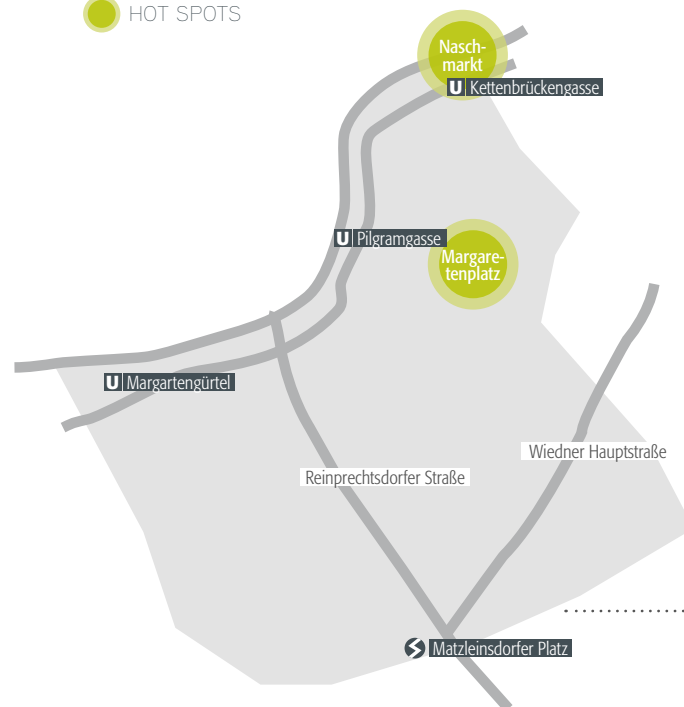 HOT SPOTS
Nasch-
markt
U Kettenbrückengasse
U Pilgramgasse
Margare-
tenplatz
U Margartengürtel
Wiedner Hauptstraße
Reinprechtsdorfer Straße
S Matzleinsdorfer Platz